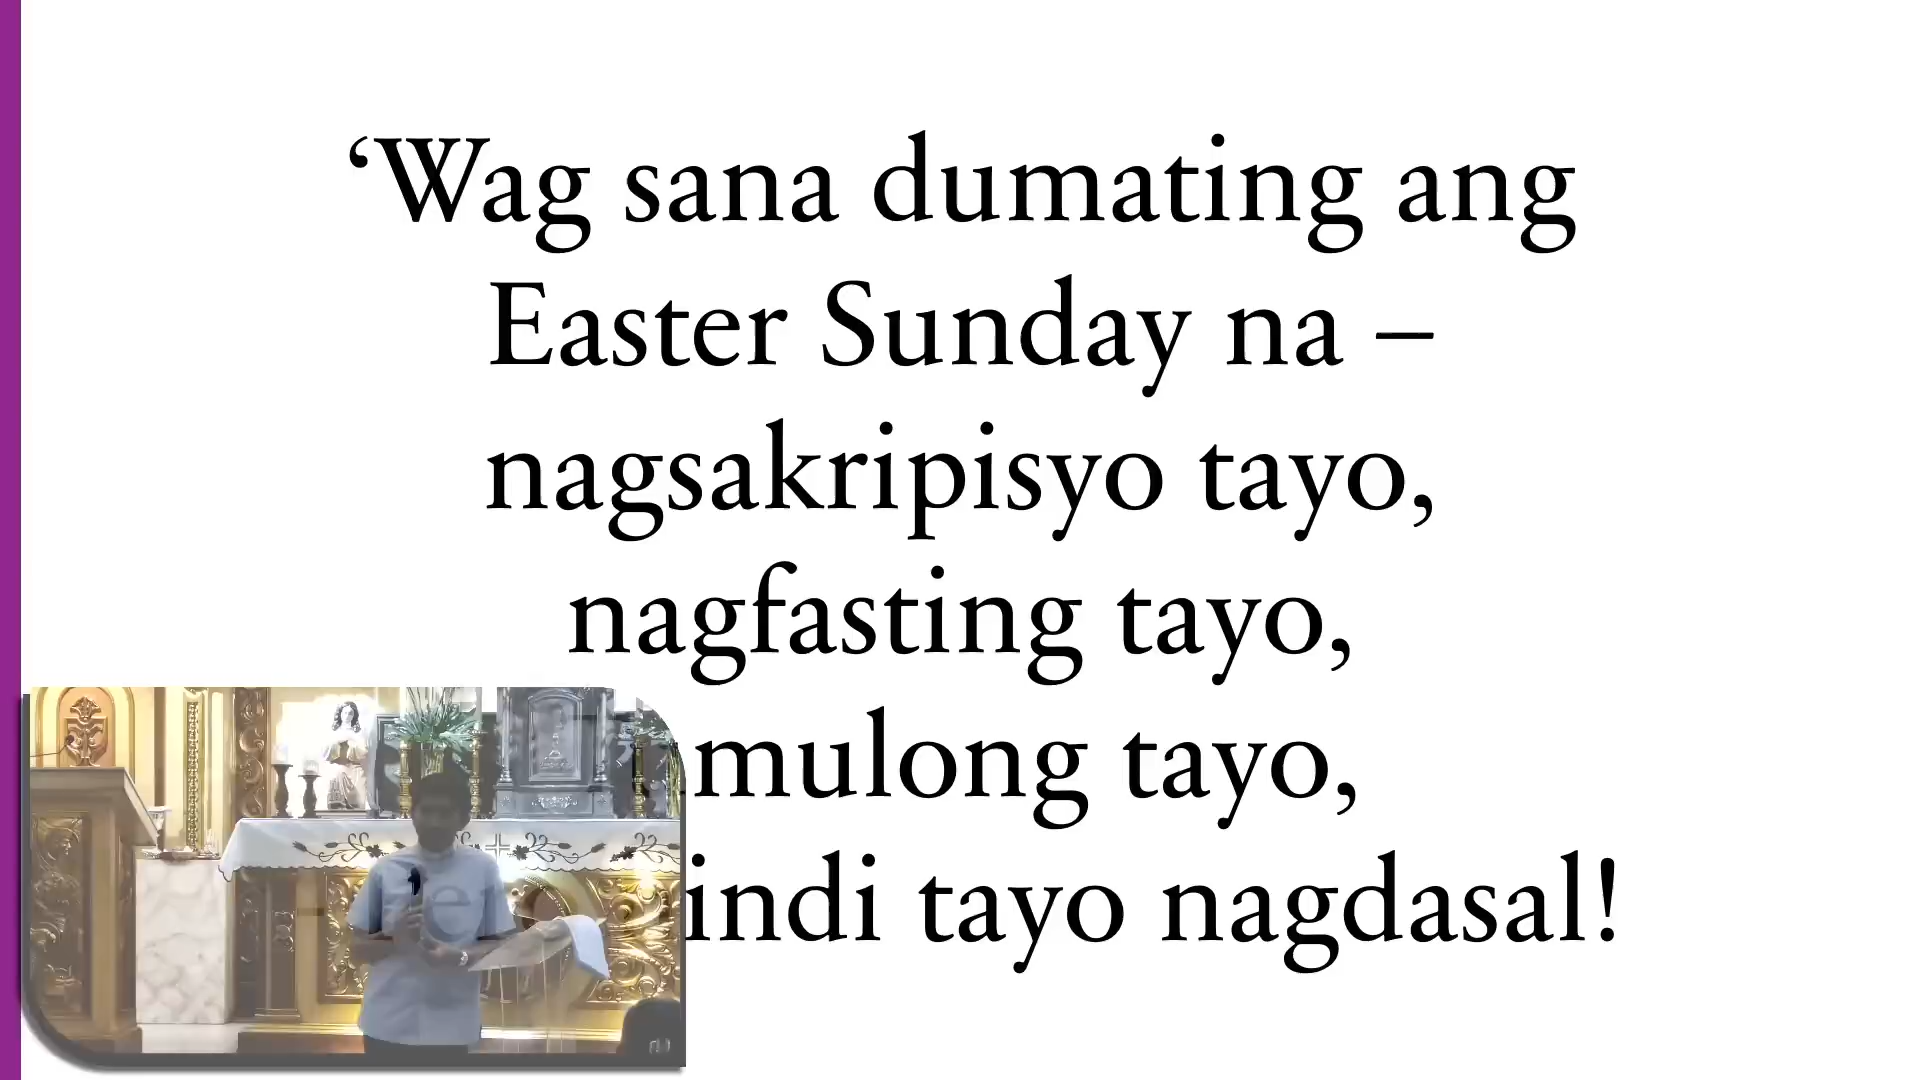 ‘Wag sana dumating ang
Easter Sunday na –
nagsakripisyo tayo,
nagfasting tayo,
mulong tayo,
indi tayo nagdasal!